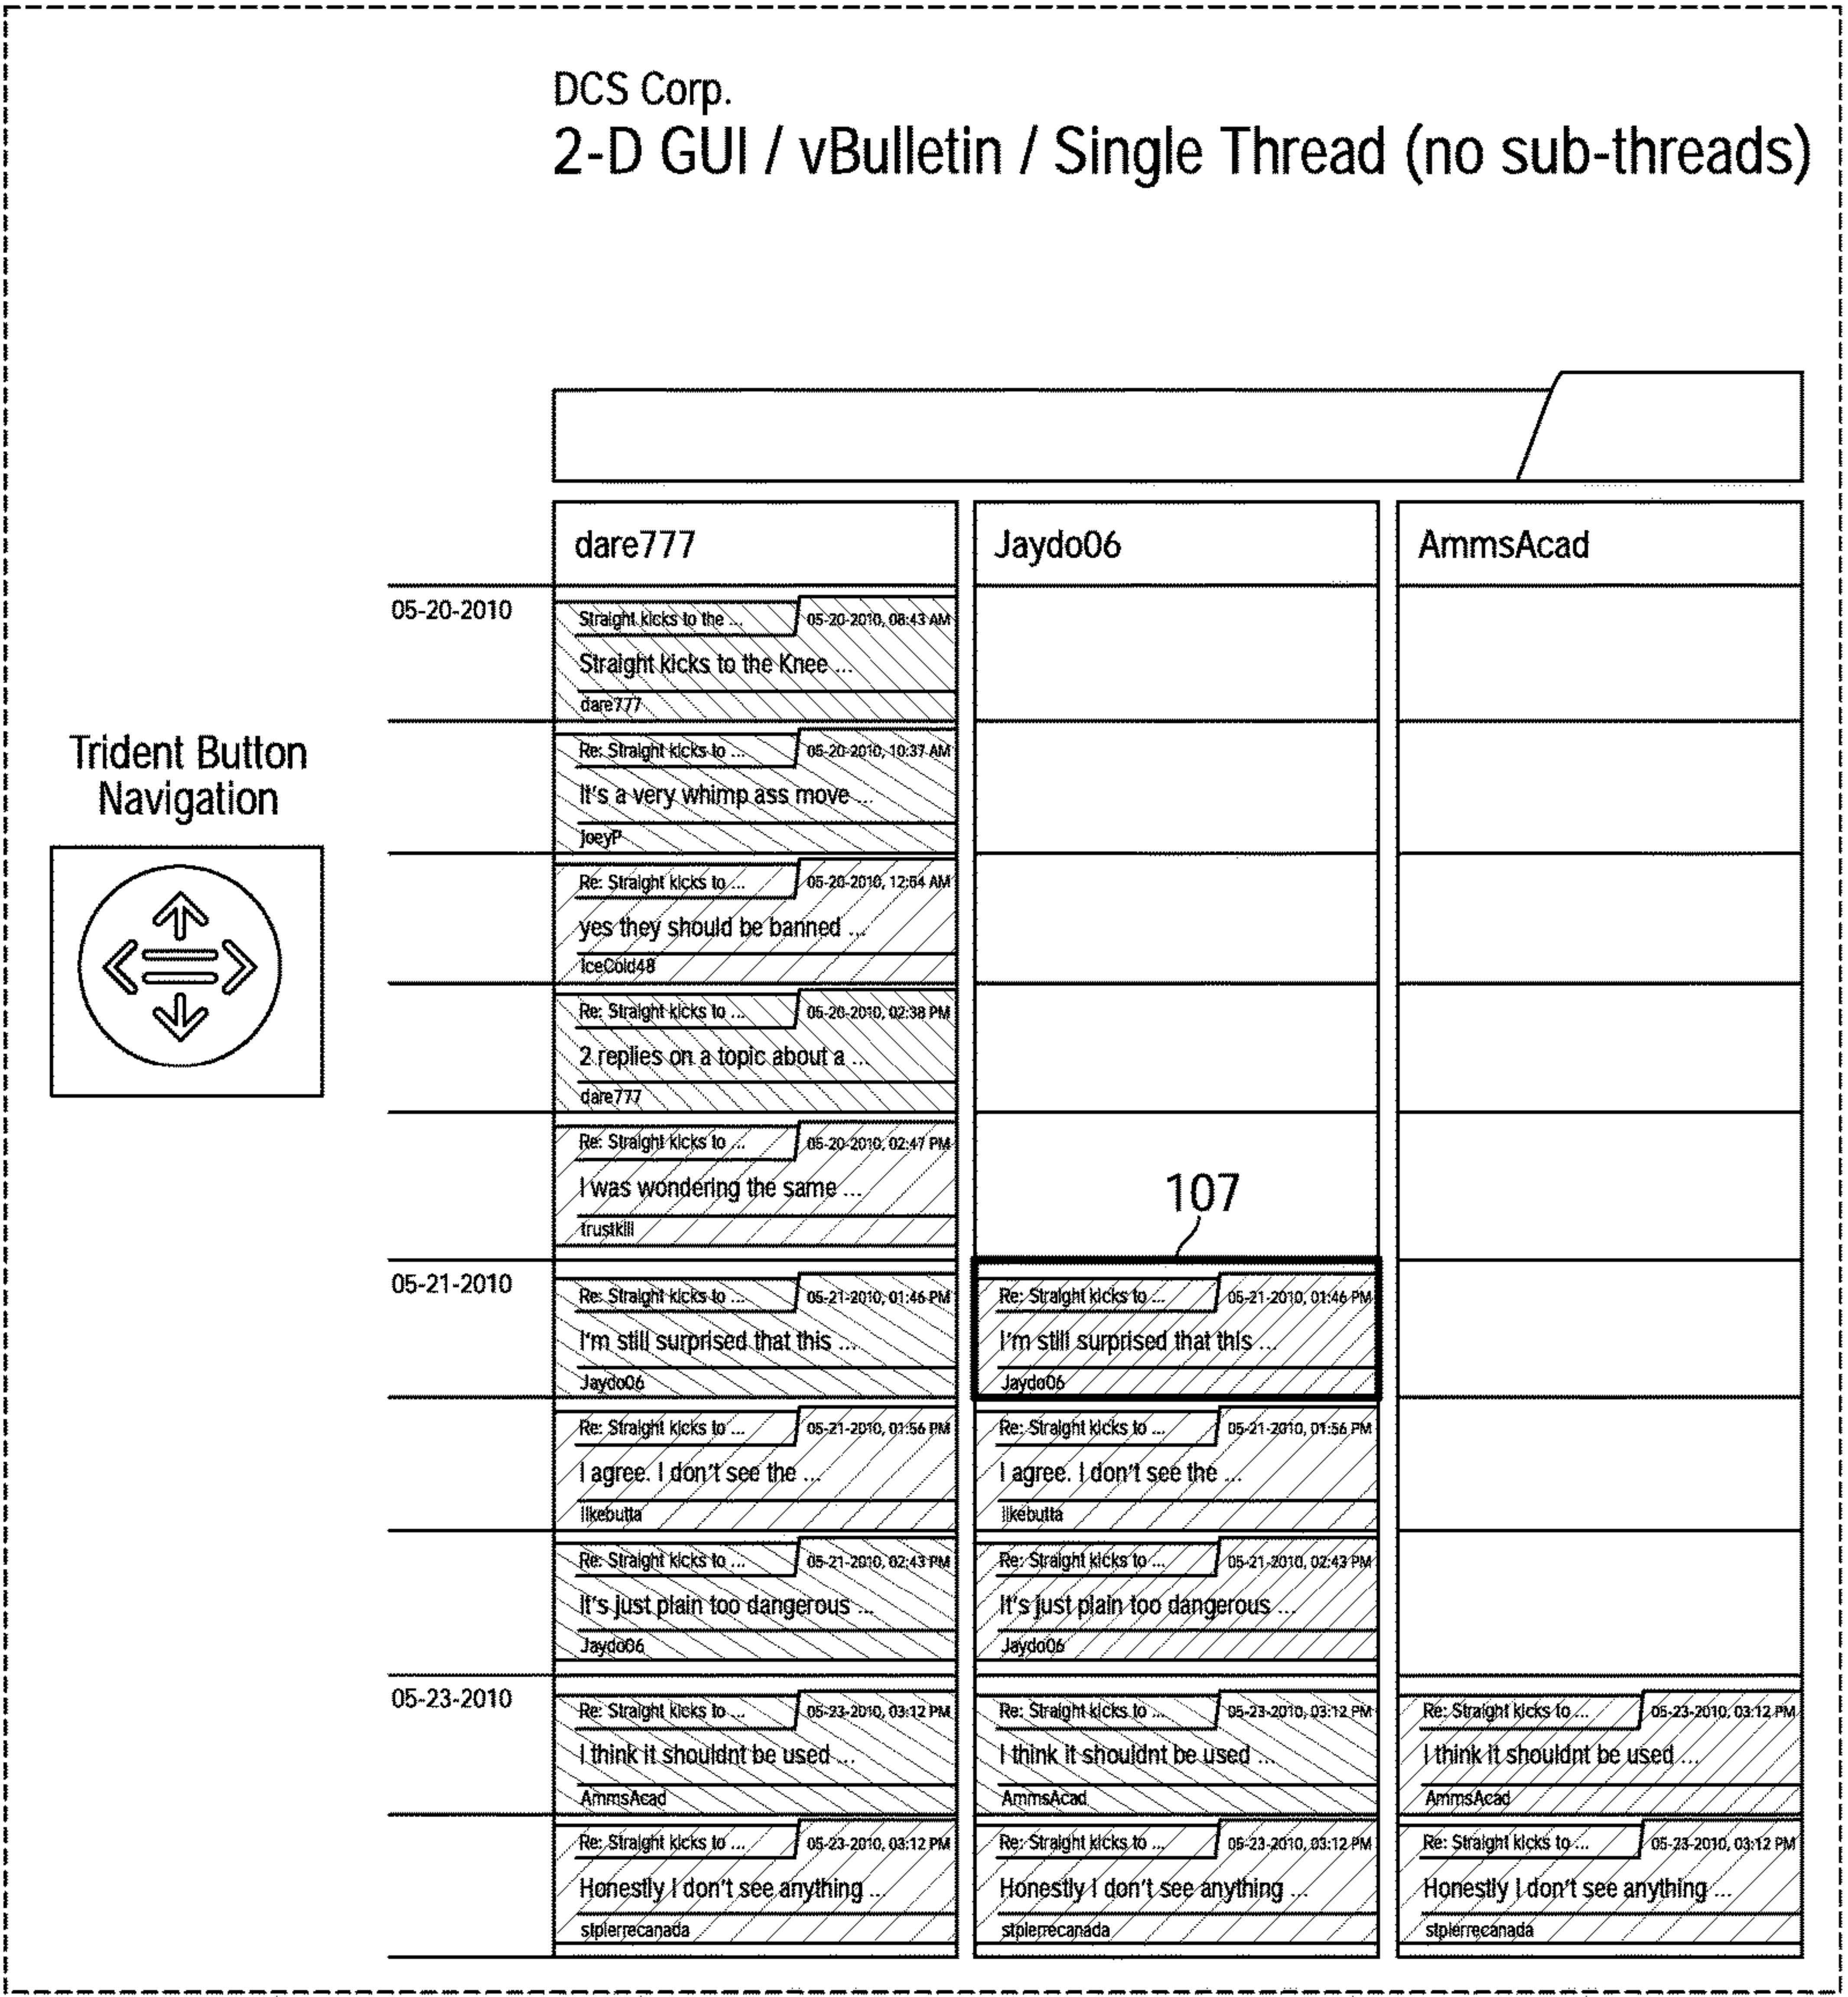 DCS Corp.
2-D GUI / vBulletin / Single Thread (no sub-threads)
dare777
Jaydo06
AmmsAcad
Trident Button
Navigation
05-20-2010
Straight kicks to the ...
05-20-2010, 08:43 AM
Straight kicks to the Knee ...
dare777
Re: Straight kicks to ...
05-20-2010, 10:37 AM
It's a very whimp ass move ...
JoeyP
Re: Straight kicks to ...
05-20-2010, 12:54 AM
yes they should be banned ...
IceCold48
Re: Straight kicks to ...
05-20-2010, 02:38 PM
2 replies on a topic about a ...
dare777
Re: Straight kicks to ...
05-20-2010, 02:47 PM
I was wondering the same ...
trustkill
107
05-21-2010
Re: Straight kicks to ...
05-21-2010, 01:46 PM
I'm still surprised that this ...
Jaydo06
Re: Straight kicks to ...
05-21-2010, 01:46 PM
I'm still surprised that this ...
Jaydo06
Re: Straight kicks to ...
05-21-2010, 01:56 PM
I agree. I don't see the ...
ilkebutta
Re: Straight kicks to ...
05-21-2010, 01:56 PM
I agree. I don't see the ...
ilkebutta
Re: Straight kicks to ...
05-21-2010, 02:43 PM
It's just plain too dangerous ...
Jaydo06
Re: Straight kicks to ...
05-21-2010, 02:43 PM
It's just plain too dangerous ...
Jaydo06
05-23-2010
Re: Straight kicks to ...
05-23-2010, 03:12 PM
I think it shouldnt be used ...
AmmsAcad
Re: Straight kicks to ...
05-23-2010, 03:12 PM
I think it shouldnt be used ...
AmmsAcad
Re: Straight kicks to ...
05-23-2010, 03:12 PM
I think it shouldnt be used ...
AmmsAcad
Re: Straight kicks to ...
05-23-2010, 03:12 PM
Honestly I don't see anything ...
stpierrecanada
Re: Straight kicks to ...
05-23-2010, 03:12 PM
Honestly I don't see anything ...
stpierrecanada
Re: Straight kicks to ...
05-23-2010, 03:12 PM
Honestly I don't see anything ...
stpierrecanada